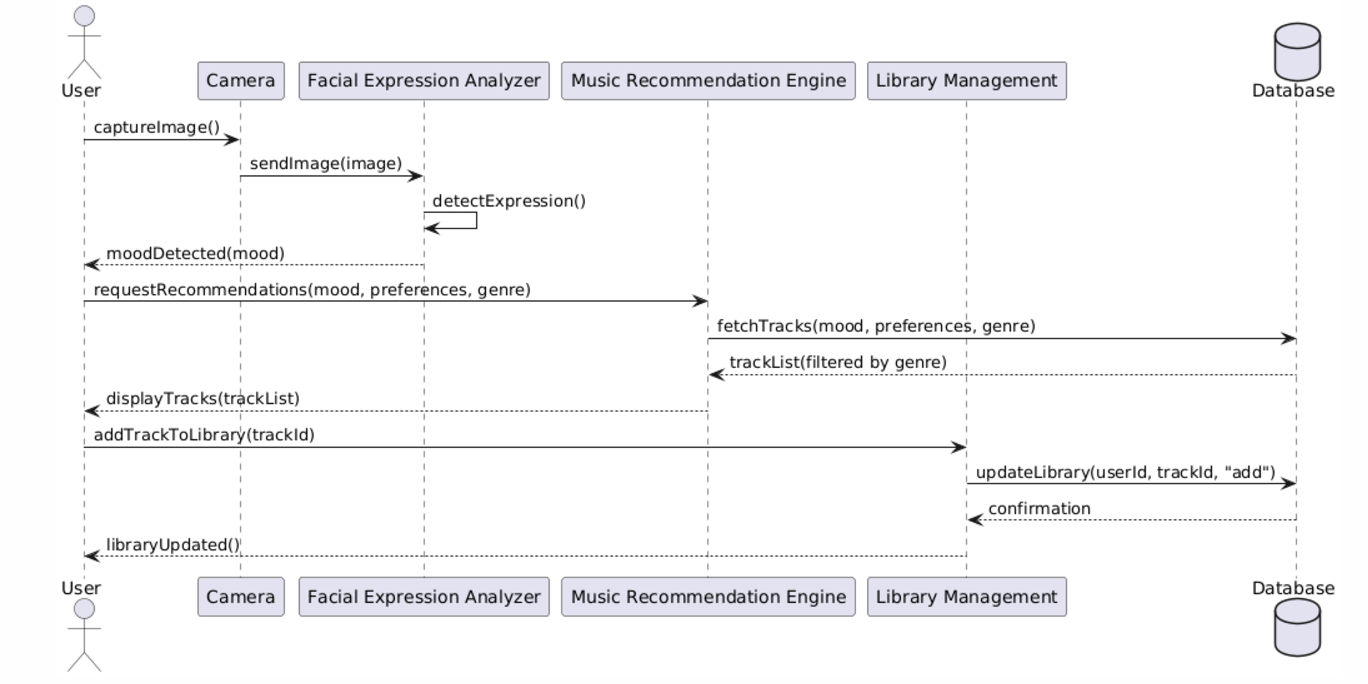 User
Camera
Facial Expression Analyzer
Music Recommendation Engine
Library Management
Database
captureImage()
sendImage(image)
detectExpression()
moodDetected(mood)
requestRecommendations(mood, preferences, genre)
fetchTracks(mood, preferences, genre)
trackList(filtered by genre)
displayTracks(trackList)
addTrackToLibrary(trackId)
updateLibrary(userId, trackId, "add")
confirmation
libraryUpdated()
User
Camera
Facial Expression Analyzer
Music Recommendation Engine
Library Management
Database